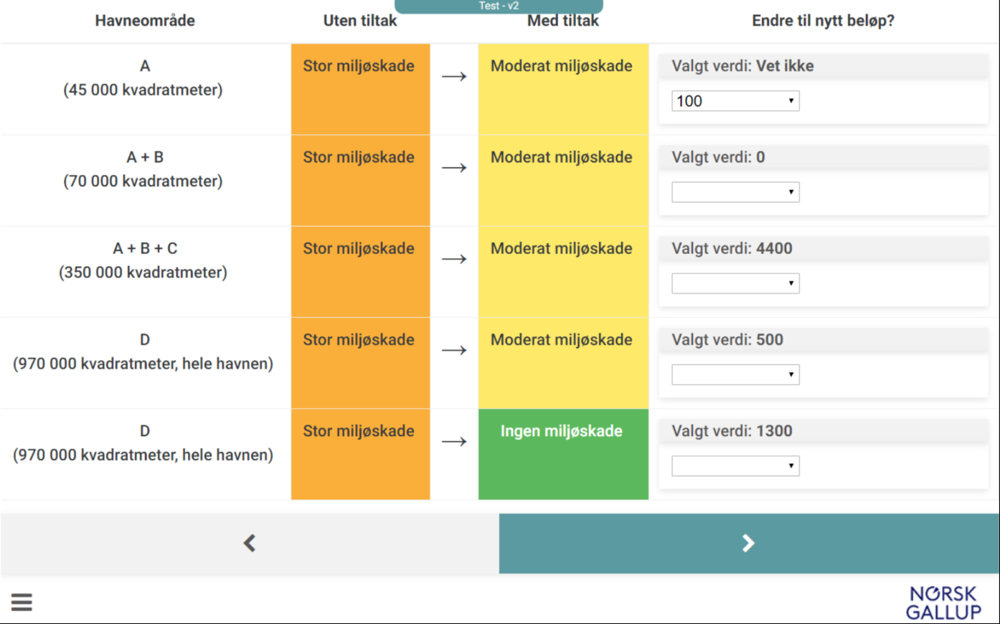 Test - v2
Havneområde Uten tiltak Med tiltak Endre til nytt beløp?
A Stor miljøskade → Moderat miljøskade Valgt verdi: Vet ikke
(45 000 kvadratmeter) 100
A + B Stor miljøskade → Moderat miljøskade Valgt verdi: 0
(70 000 kvadratmeter)
A + B + C Stor miljøskade → Moderat miljøskade Valgt verdi: 4400
(350 000 kvadratmeter)
D Stor miljøskade → Moderat miljøskade Valgt verdi: 500
(970 000 kvadratmeter, hele havnen)
D Stor miljøskade → Ingen miljøskade Valgt verdi: 1300
(970 000 kvadratmeter, hele havnen)
NORSK
GALLUP